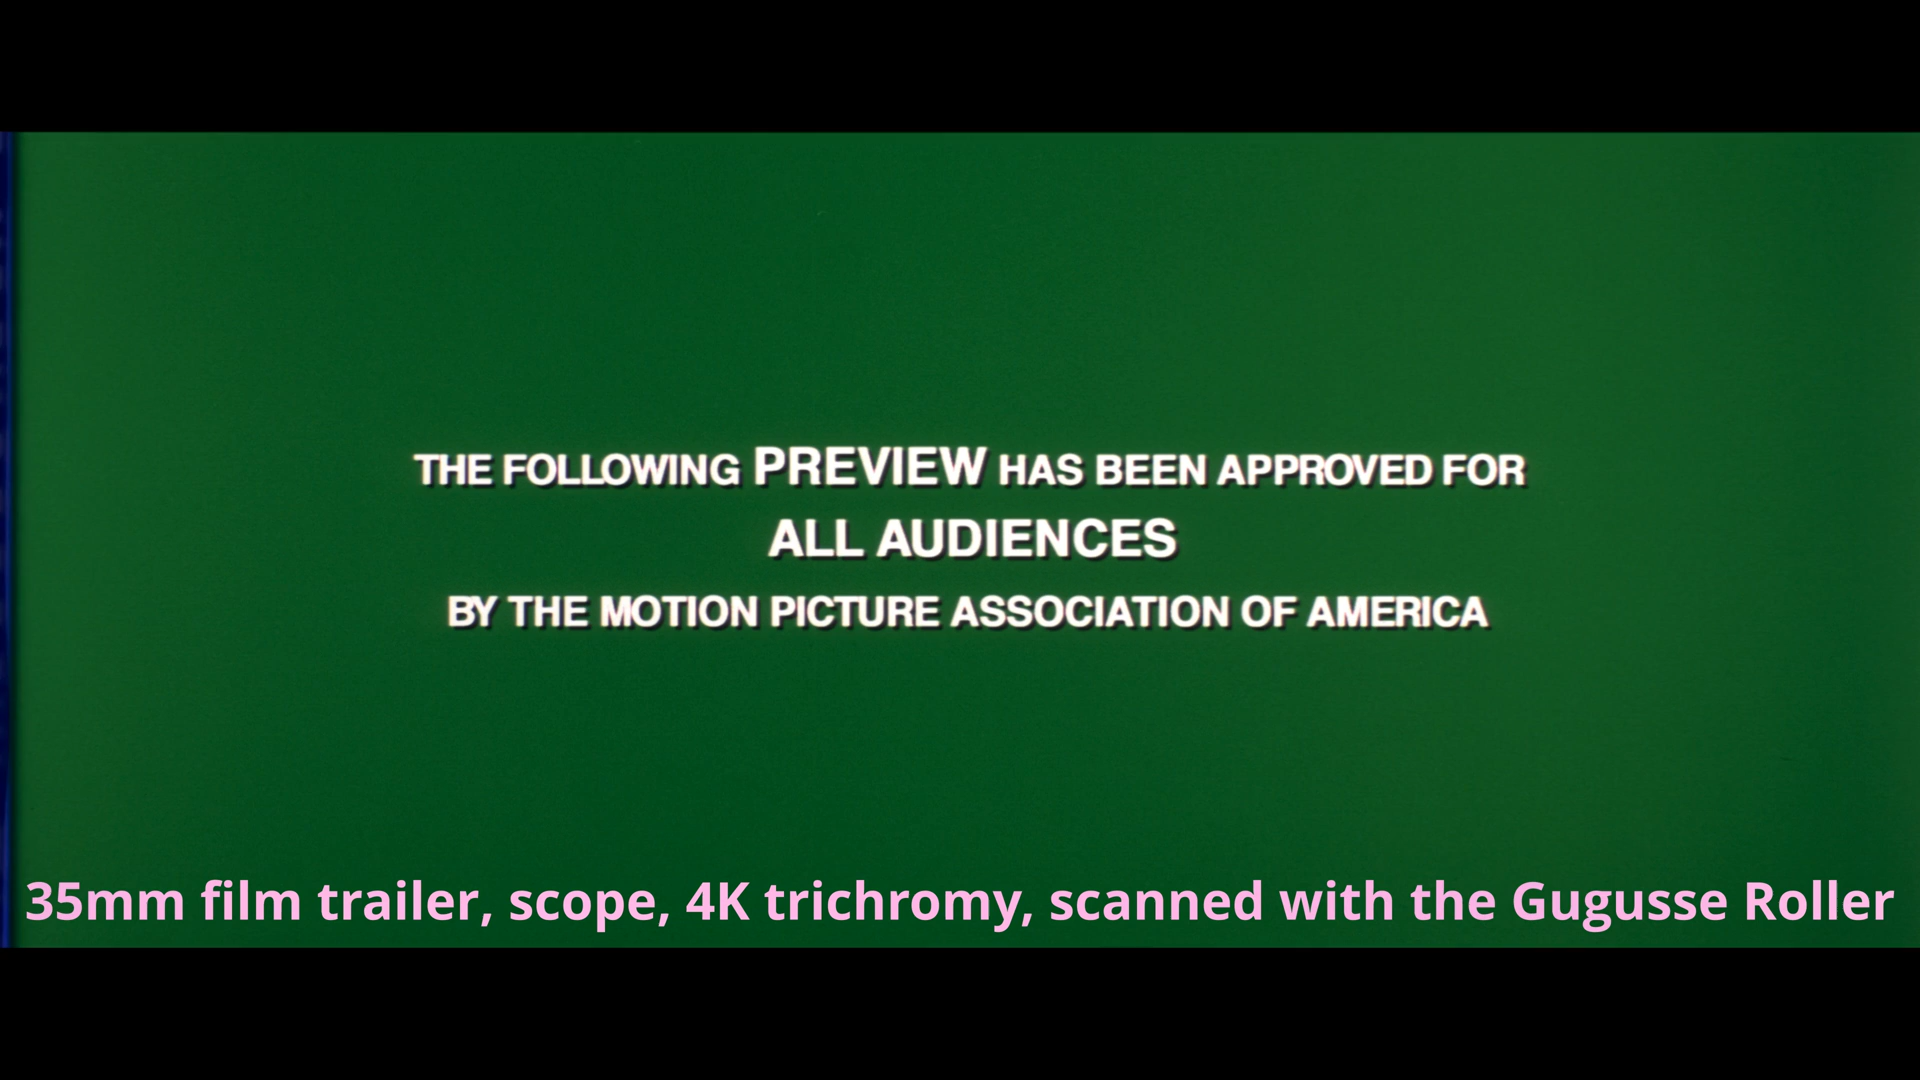 THE FOLLOWING PREVIEW HAS BEEN APPROVED FOR
ALL AUDIENCES
BY THE MOTION PICTURE ASSOCIATION OF AMERICA
35mm film trailer, scope, 4K trichromy, scanned with the Gugusse Roller